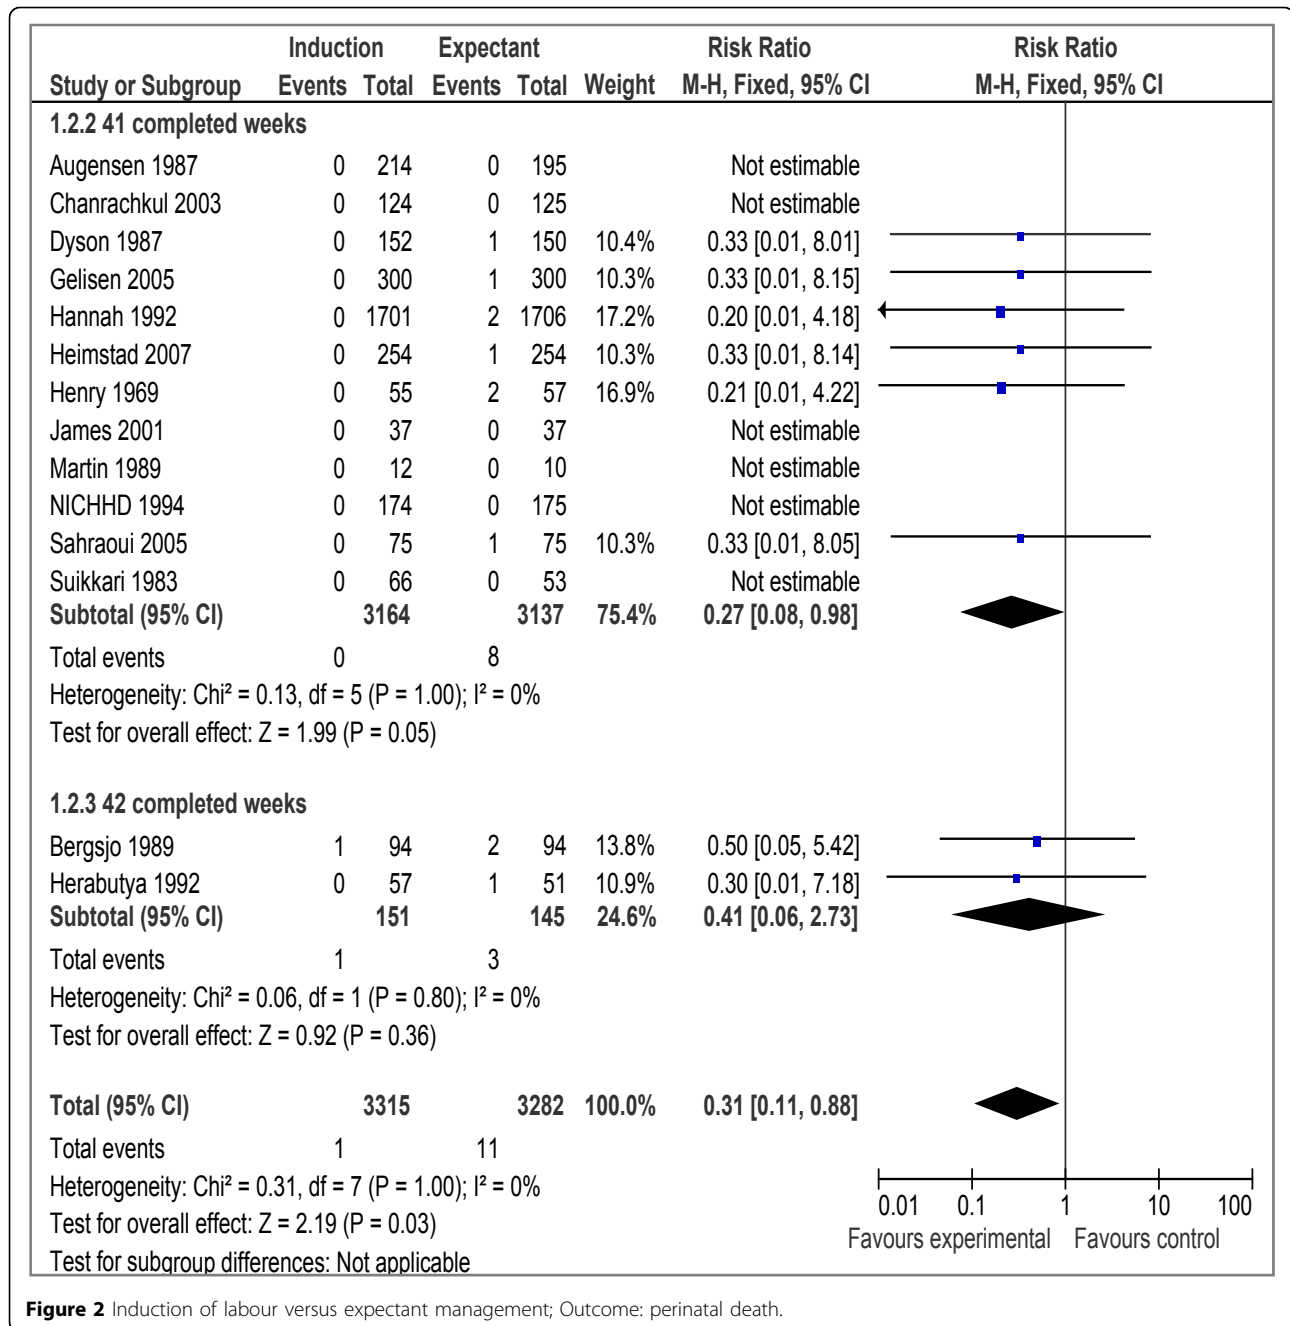 Induction Expectant Risk Ratio Risk Ratio
Study or Subgroup Events Total Events Total Weight M-H, Fixed, 95% CI M-H, Fixed, 95% CI
1.2.2 41 completed weeks
Augensen 1987 0 214 0 195 Not estimable
Chanrachkul 2003 0 124 0 125 Not estimable
Dyson 1987 0 152 1 150 10.4% 0.33 [0.01, 8.01]
Gelisen 2005 0 300 1 300 10.3% 0.33 [0.01, 8.15]
Hannah 1992 0 1701 2 1706 17.2% 0.20 [0.01, 4.18]
Heimstad 2007 0 254 1 254 10.3% 0.33 [0.01, 8.14]
Henry 1969 0 55 2 57 16.9% 0.21 [0.01, 4.22]
James 2001 0 37 0 37 Not estimable
Martin 1989 0 12 0 10 Not estimable
NICHHD 1994 0 174 0 175 Not estimable
Sahraoui 2005 0 75 1 75 10.3% 0.33 [0.01, 8.05]
Suikkari 1983 0 66 0 53 Not estimable
Subtotal (95% CI) 3164 3137 75.4% 0.27 [0.08, 0.98]
Total events 0 8
Heterogeneity: Chi² = 0.13, df = 5 (P = 1.00); I² = 0%
Test for overall effect: Z = 1.99 (P = 0.05)
1.2.3 42 completed weeks
Bergsjo 1989 1 94 2 94 13.8% 0.50 [0.05, 5.42]
Herabutya 1992 0 57 1 51 10.9% 0.30 [0.01, 7.18]
Subtotal (95% CI) 151 145 24.6% 0.41 [0.06, 2.73]
Total events 1 3
Heterogeneity: Chi² = 0.06, df = 1 (P = 0.80); I² = 0%
Test for overall effect: Z = 0.92 (P = 0.36)
Total (95% CI) 3315 3282 100.0% 0.31 [0.11, 0.88]
Total events 1 11
Heterogeneity: Chi² = 0.31, df = 7 (P = 1.00); I² = 0%
Test for overall effect: Z = 2.19 (P = 0.03)
Test for subgroup differences: Not applicable
0.01 0.1 1 10 100
Favours experimental Favours control
Figure 2 Induction of labour versus expectant management; Outcome: perinatal death.